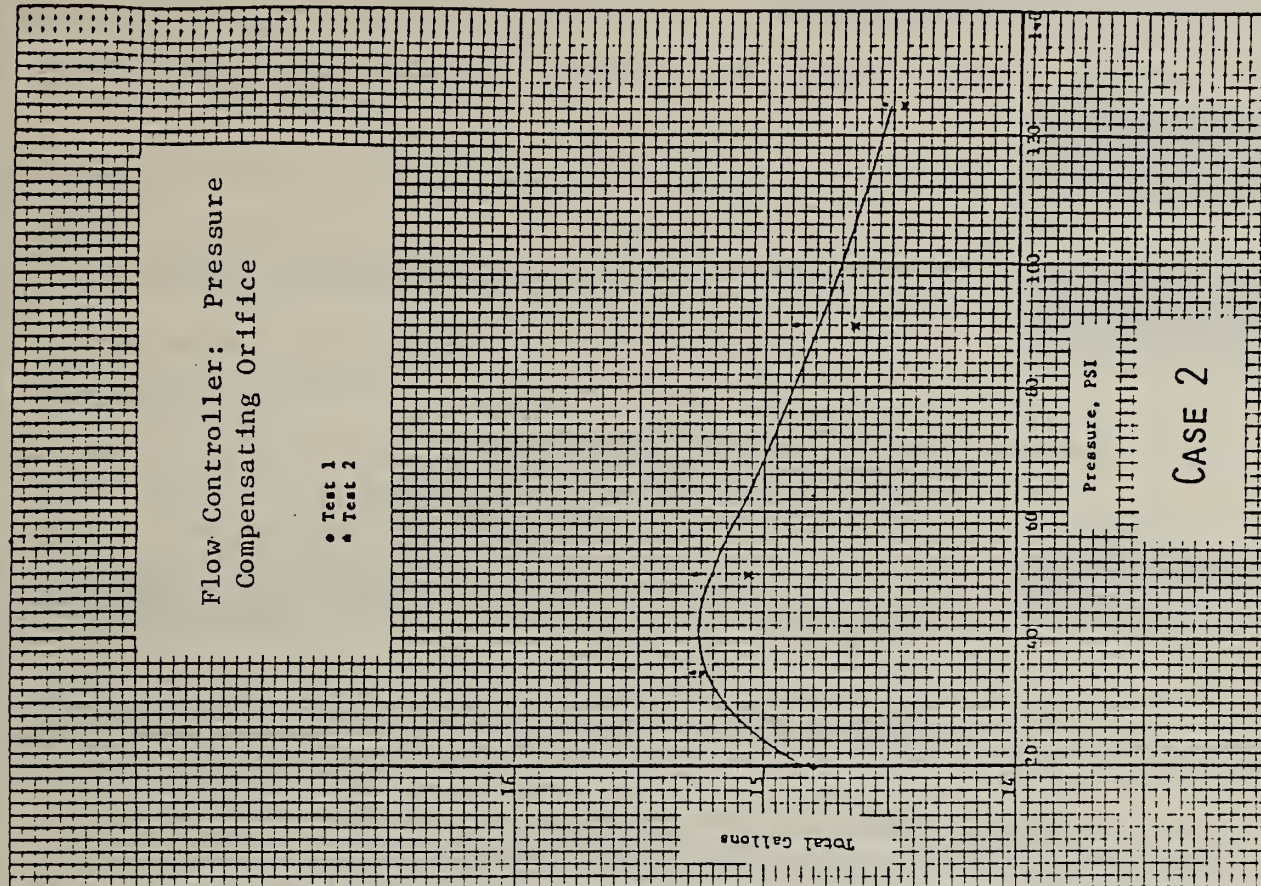 Flow Controller: Pressure
Compensating Orifice
• Test 1
▲ Test 2
16
15
14
Total Gallons
20
40
60
80
100
120
140
Pressure, PSI
CASE 2